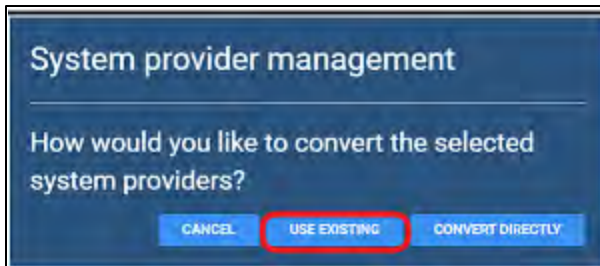 System provider management
How would you like to convert the selected
system providers?
CANCEL USE EXISTING CONVERT DIRECTLY